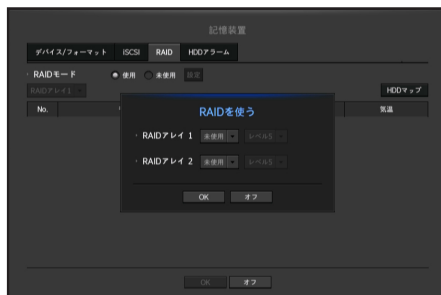 記憶装置
デバイス/フォーマット iSCSI RAID HDDアラーム
RAIDモード 使用 未使用 設定
RAIDアレイ1 HDDマップ
No. 気温
RAIDを使う
RAIDアレイ 1 未使用 レベル5
RAIDアレイ 2 未使用 レベル5
OK オフ
OK オフ